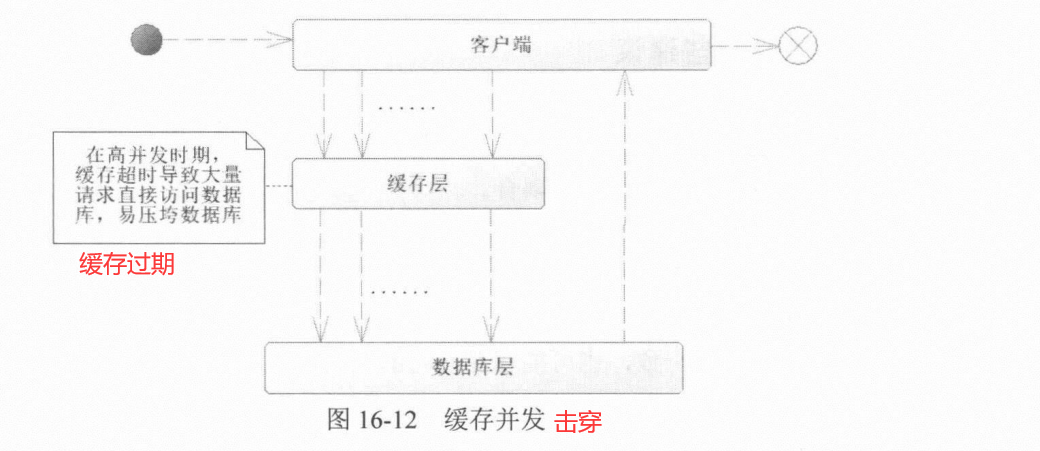 客户端
......
在高并发时期，
缓存超时导致大量
请求直接访问数据
库，易压垮数据库
缓存层
缓存过期
......
数据库层
图 16-12 缓存并发 击穿